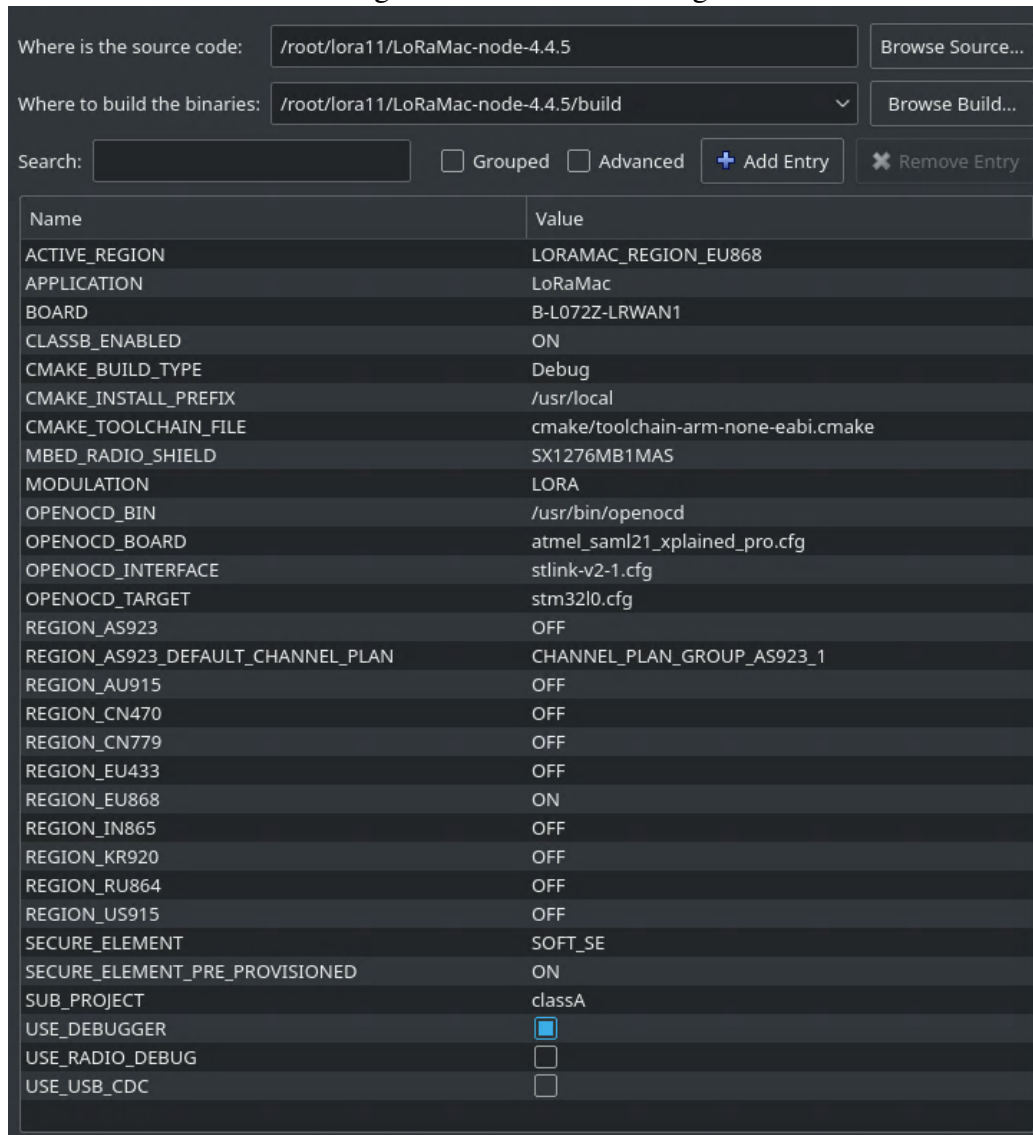 Where is the source code: /root/lora11/LoRaMac-node-4.4.5 Browse Source...
Where to build the binaries: /root/lora11/LoRaMac-node-4.4.5/build Browse Build...
Search: Grouped Advanced Add Entry Remove Entry
Name Value
ACTIVE_REGION LORAMAC_REGION_EU868
APPLICATION LoRaMac
BOARD B-L072Z-LRWAN1
CLASSB_ENABLED ON
CMAKE_BUILD_TYPE Debug
CMAKE_INSTALL_PREFIX /usr/local
CMAKE_TOOLCHAIN_FILE cmake/toolchain-arm-none-eabi.cmake
MBED_RADIO_SHIELD SX1276MB1MAS
MODULATION LORA
OPENOCD_BIN /usr/bin/openocd
OPENOCD_BOARD atmel_saml21_xplained_pro.cfg
OPENOCD_INTERFACE stlink-v2-1.cfg
OPENOCD_TARGET stm32l0.cfg
REGION_AS923 OFF
REGION_AS923_DEFAULT_CHANNEL_PLAN CHANNEL_PLAN_GROUP_AS923_1
REGION_AU915 OFF
REGION_CN470 OFF
REGION_CN779 OFF
REGION_EU433 OFF
REGION_EU868 ON
REGION_IN865 OFF
REGION_KR920 OFF
REGION_RU864 OFF
REGION_US915 OFF
SECURE_ELEMENT SOFT_SE
SECURE_ELEMENT_PRE_PROVISIONED ON
SUB_PROJECT classA
USE_DEBUGGER
USE_RADIO_DEBUG
USE_USB_CDC